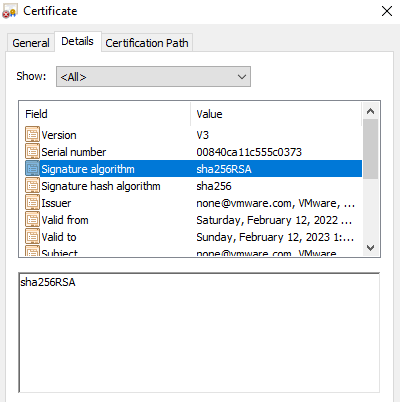 Certificate
General Details Certification Path
Show: <All>
Field Value
Version V3
Serial number 00840ca11c555c0373
Signature algorithm sha256RSA
Signature hash algorithm sha256
Issuer none@vmware.com, VMware, ...
Valid from Saturday, February 12, 2022 ...
Valid to Sunday, February 12, 2023 1:...
Subject none@vmware.com, VMware, ...
sha256RSA